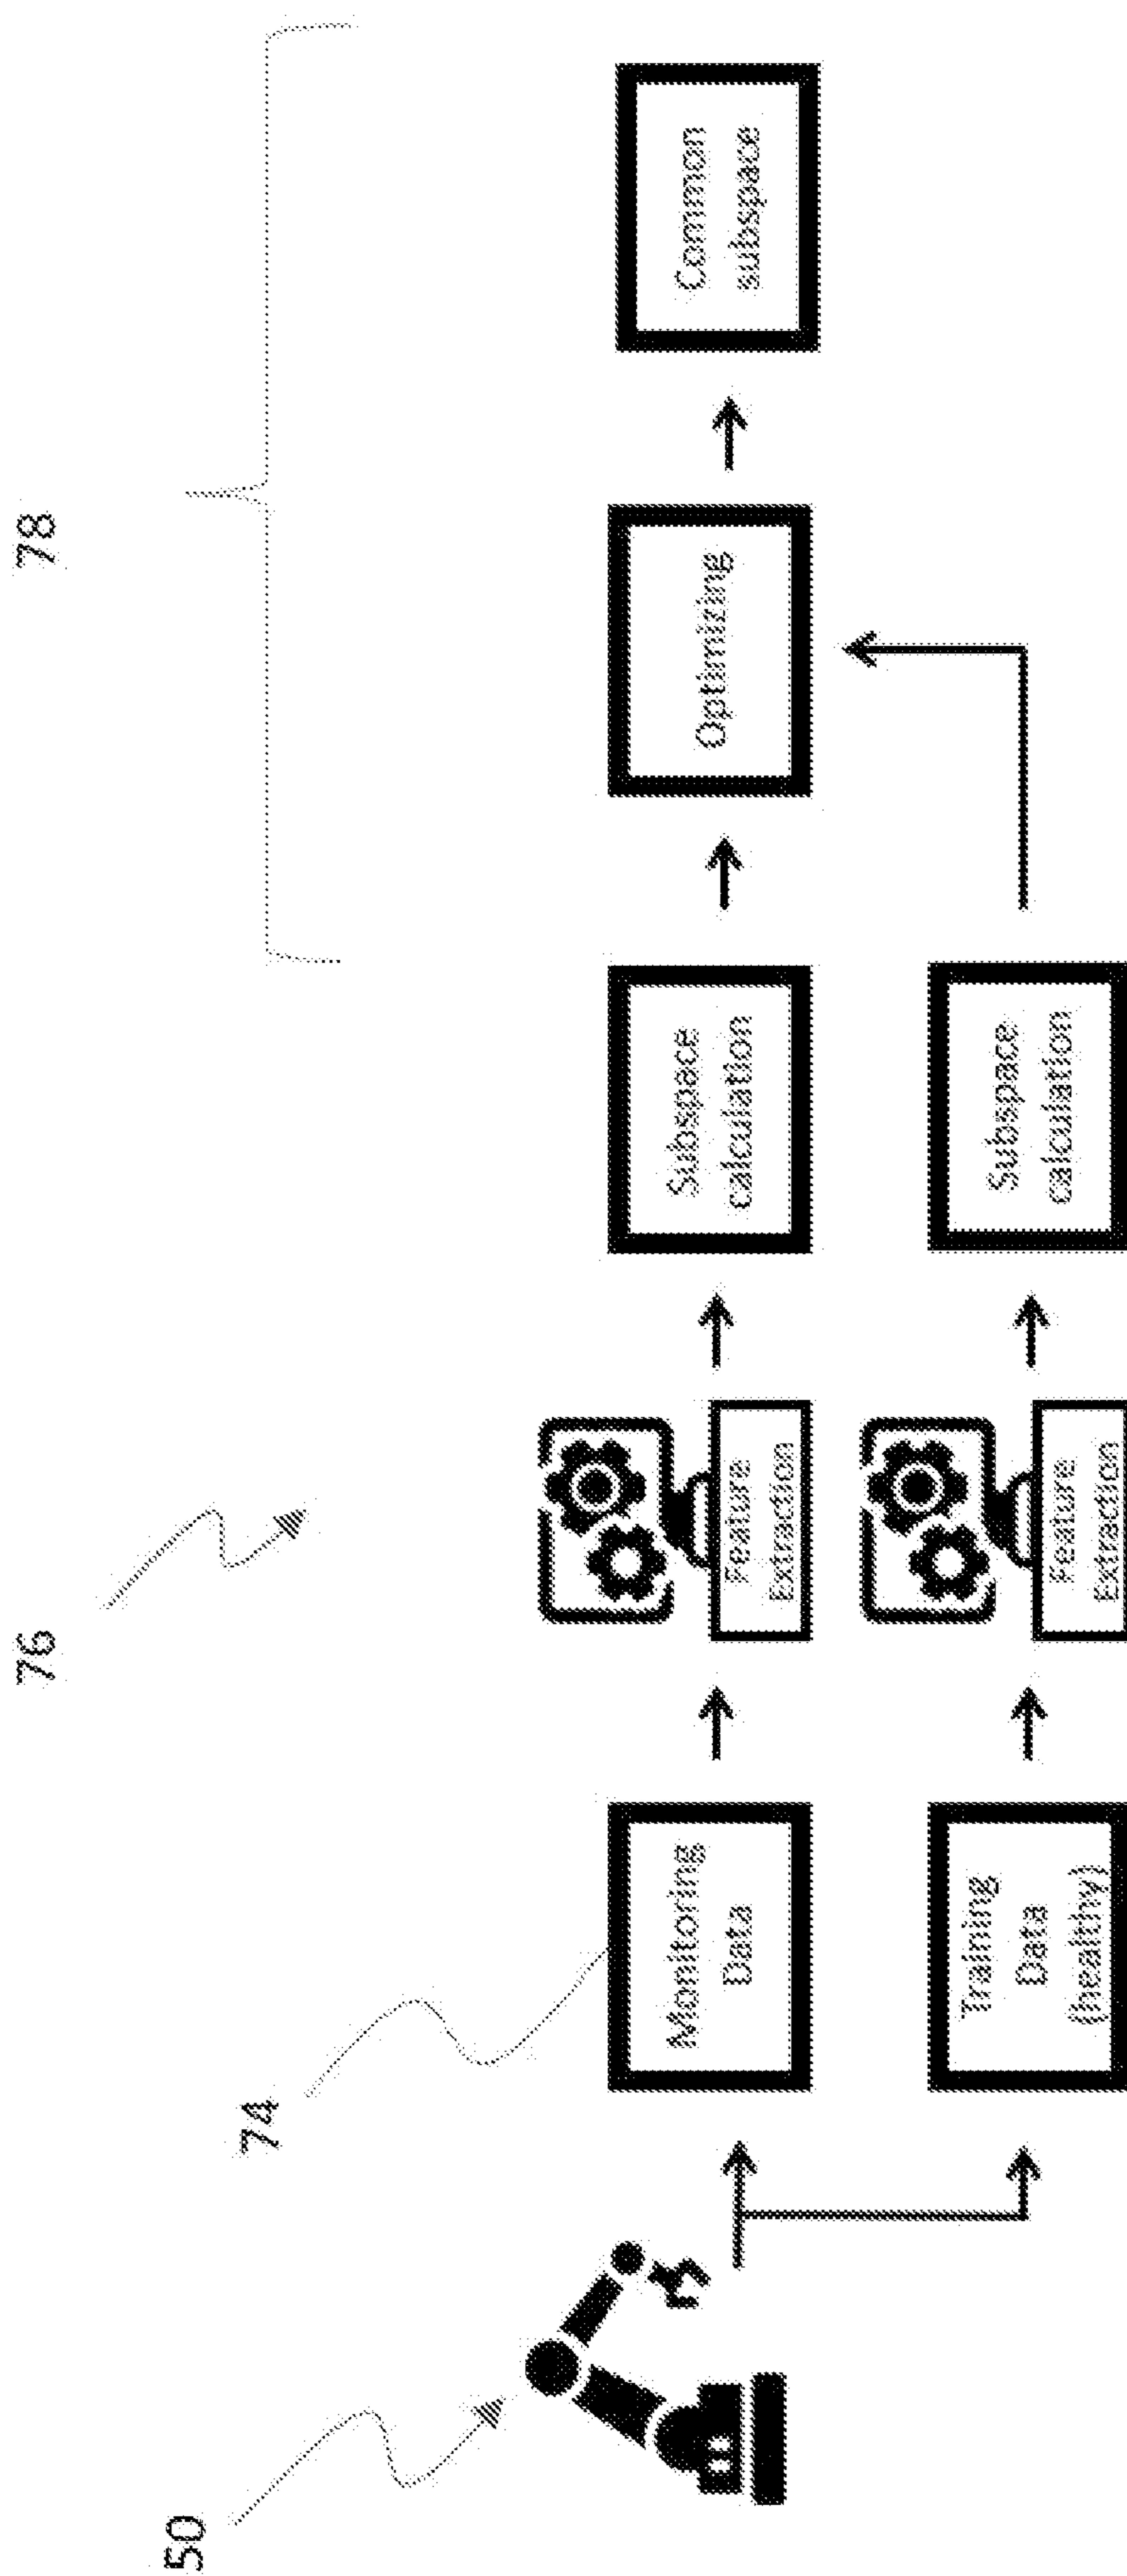 78
76
74
50
Monitoring
Data
Feature
Extraction
Subspace
calculation
Optimizing
Common
subspace
Training
Data
(healthy)
Feature
Extraction
Subspace
calculation